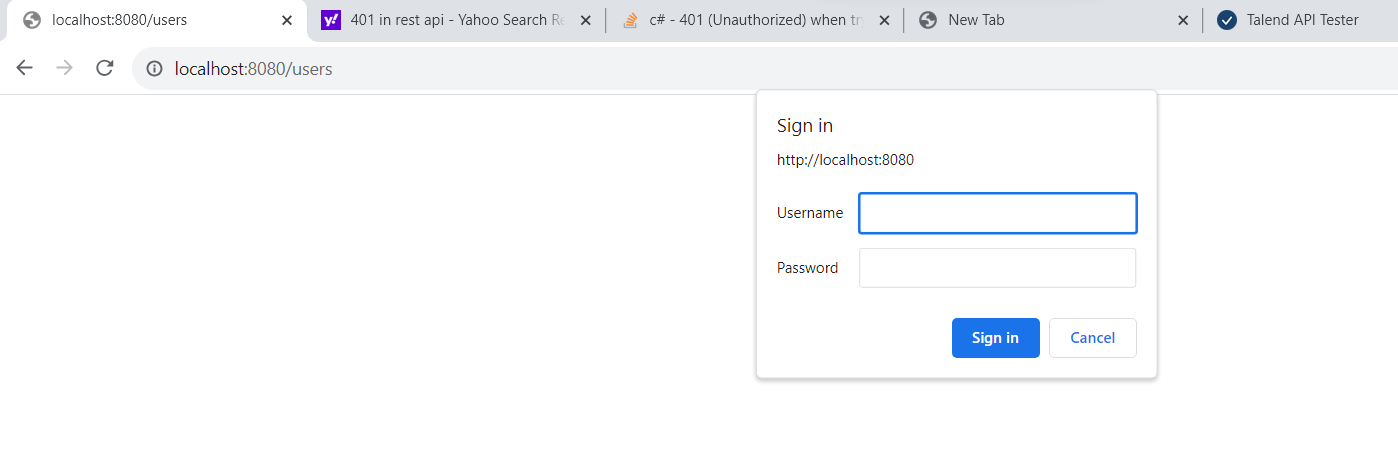 localhost:8080/users
401 in rest api - Yahoo Search Re
c# - 401 (Unauthorized) when try
New Tab
Talend API Tester
localhost:8080/users
Sign in
http://localhost:8080
Username
Password
Sign in
Cancel